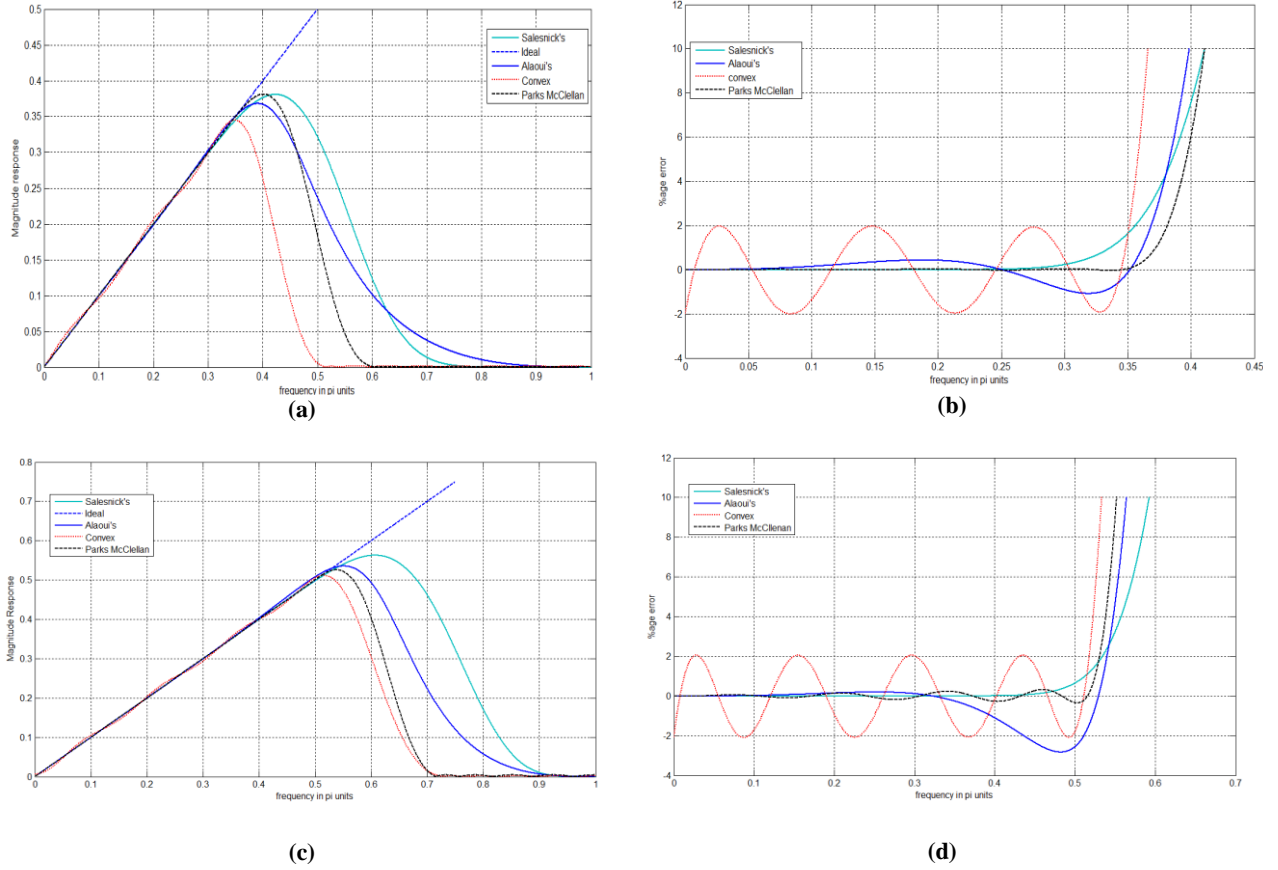 0.5
0.45
0.4
0.35
0.3
0.25
0.2
0.15
0.1
0.05
0
Magnitude response
Salesnick's
Ideal
Alaoui's
Convex
Parks McClellan
0 0.1 0.2 0.3 0.4 0.5 0.6 0.7 0.8 0.9 1
frequency in pi units
(a)
12
10
8
6
4
2
0
-2
-4
%age error
Salesnick's
Alaoui's
convex
Parks McClellan
0 0.05 0.1 0.15 0.2 0.25 0.3 0.35 0.4 0.45
frequency in pi units
(b)
0.8
0.7
0.6
0.5
0.4
0.3
0.2
0.1
0
Magnitude Response
Salesnick's
Ideal
Alaoui's
Convex
Parks McClellan
0 0.1 0.2 0.3 0.4 0.5 0.6 0.7 0.8 0.9 1
frequency in pi units
(c)
12
10
8
6
4
2
0
-2
-4
%age error
Salesnick's
Alaoui's
Convex
Parks McCllenan
0 0.1 0.2 0.3 0.4 0.5 0.6 0.7
frequency in pi units
(d)